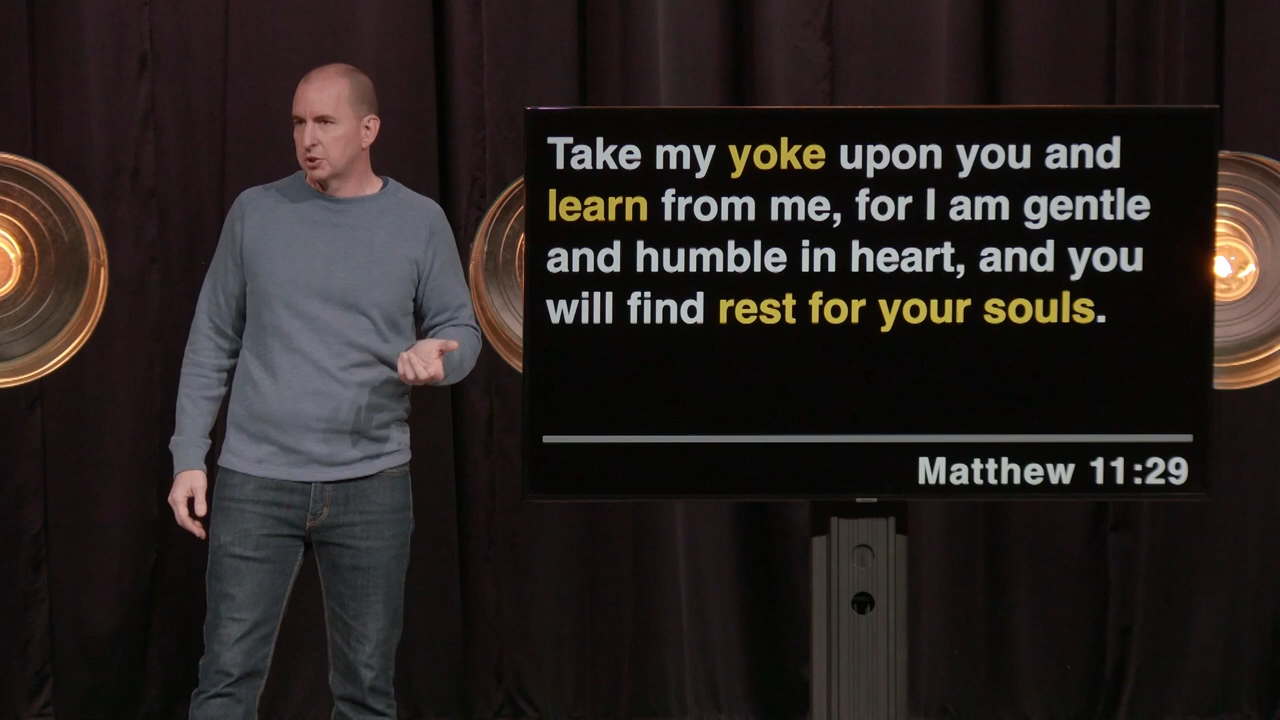 Take my yoke upon you and
learn from me, for I am gentle
and humble in heart, and you
will find rest for your souls.
Matthew 11:29